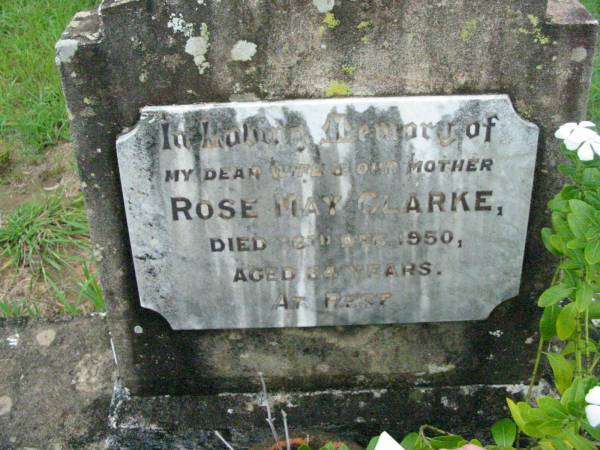 In Loving Memory of
MY DEAR WIFE & OUR MOTHER
ROSE MAY CLARKE,
DIED 1950,
AGED 64 YEARS.
AT REST